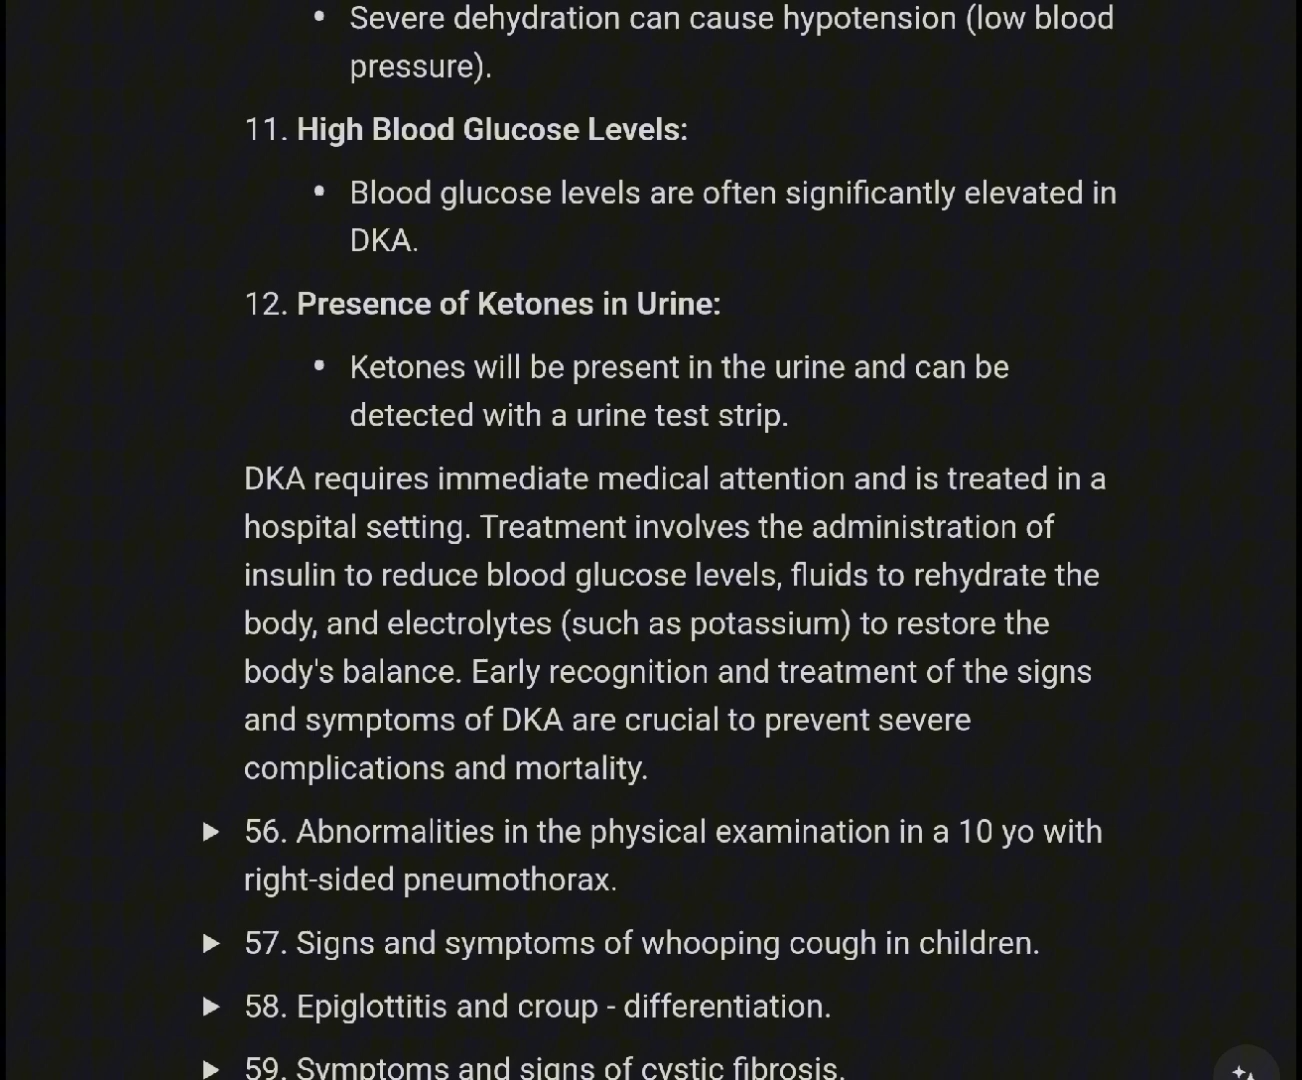 • Severe dehydration can cause hypotension (low blood
pressure).
11. High Blood Glucose Levels:
• Blood glucose levels are often significantly elevated in
DKA.
12. Presence of Ketones in Urine:
• Ketones will be present in the urine and can be
detected with a urine test strip.
DKA requires immediate medical attention and is treated in a
hospital setting. Treatment involves the administration of
insulin to reduce blood glucose levels, fluids to rehydrate the
body, and electrolytes (such as potassium) to restore the
body's balance. Early recognition and treatment of the signs
and symptoms of DKA are crucial to prevent severe
complications and mortality.
▶ 56. Abnormalities in the physical examination in a 10 yo with
right-sided pneumothorax.
▶ 57. Signs and symptoms of whooping cough in children.
▶ 58. Epiglottitis and croup - differentiation.
▶ 59. Symptoms and signs of cystic fibrosis.